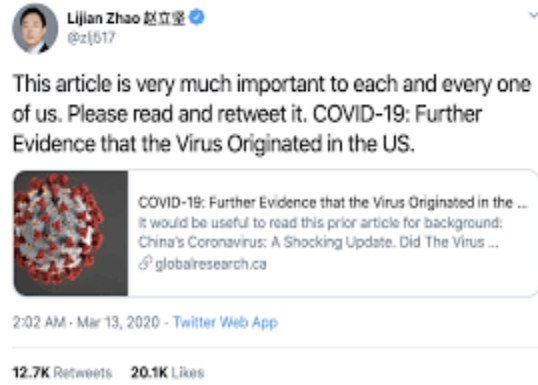 Lijian Zhao 赵立坚
@zlj517
This article is very much important to each and every one
of us. Please read and retweet it. COVID-19: Further
Evidence that the Virus Originated in the US.
COVID-19: Further Evidence that the Virus Originated in the ...
It would be useful to read this prior article for background:
China's Coronavirus: A Shocking Update. Did The Virus ...
globalresearch.ca
2:02 AM · Mar 13, 2020 · Twitter Web App
12.7K Retweets 20.1K Likes